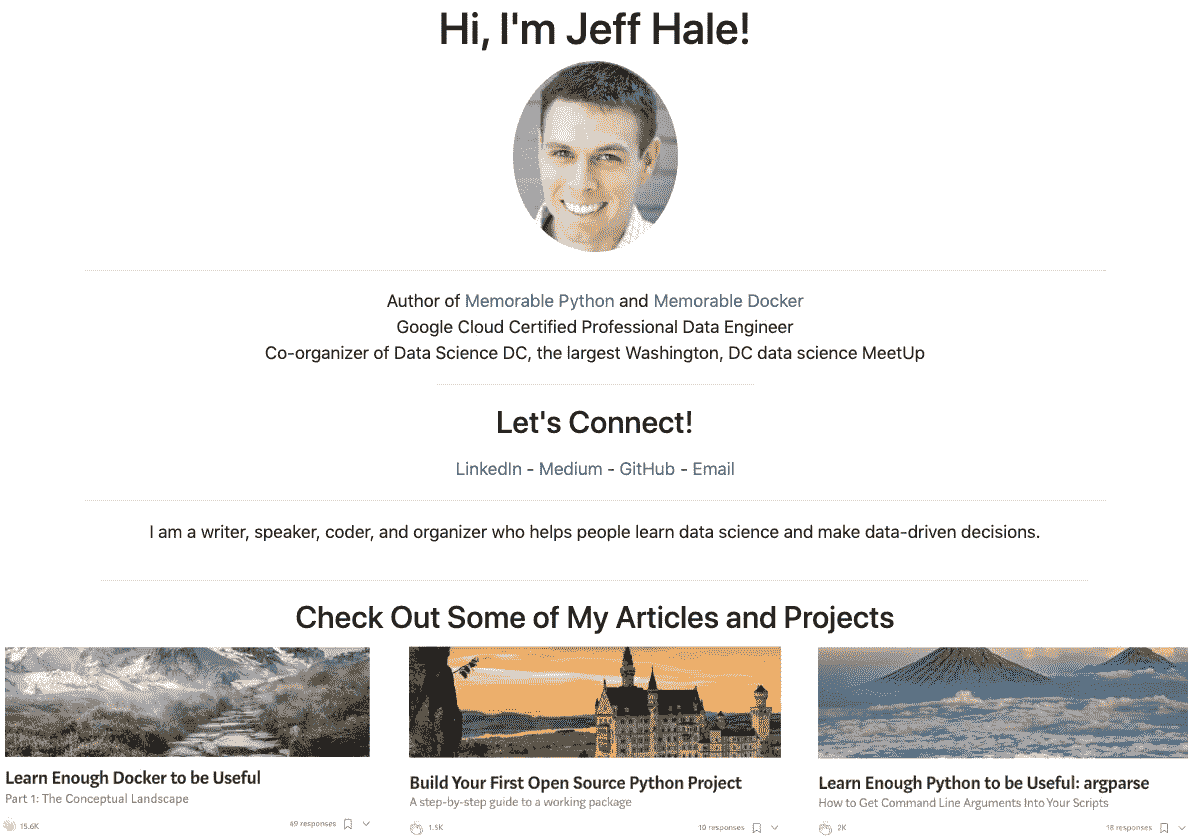 Hi, I'm Jeff Hale!
Author of Memorable Python and Memorable Docker
Google Cloud Certified Professional Data Engineer
Co-organizer of Data Science DC, the largest Washington, DC data science MeetUp
Let's Connect!
LinkedIn - Medium - GitHub - Email
I am a writer, speaker, coder, and organizer who helps people learn data science and make data-driven decisions.
Check Out Some of My Articles and Projects
Learn Enough Docker to be Useful
Part 1: The Conceptual Landscape
15.6K
49 responses
Build Your First Open Source Python Project
A step-by-step guide to a working package
1.5K
19 responses
Learn Enough Python to be Useful: argparse
How to Get Command Line Arguments Into Your Scripts
2K
18 responses